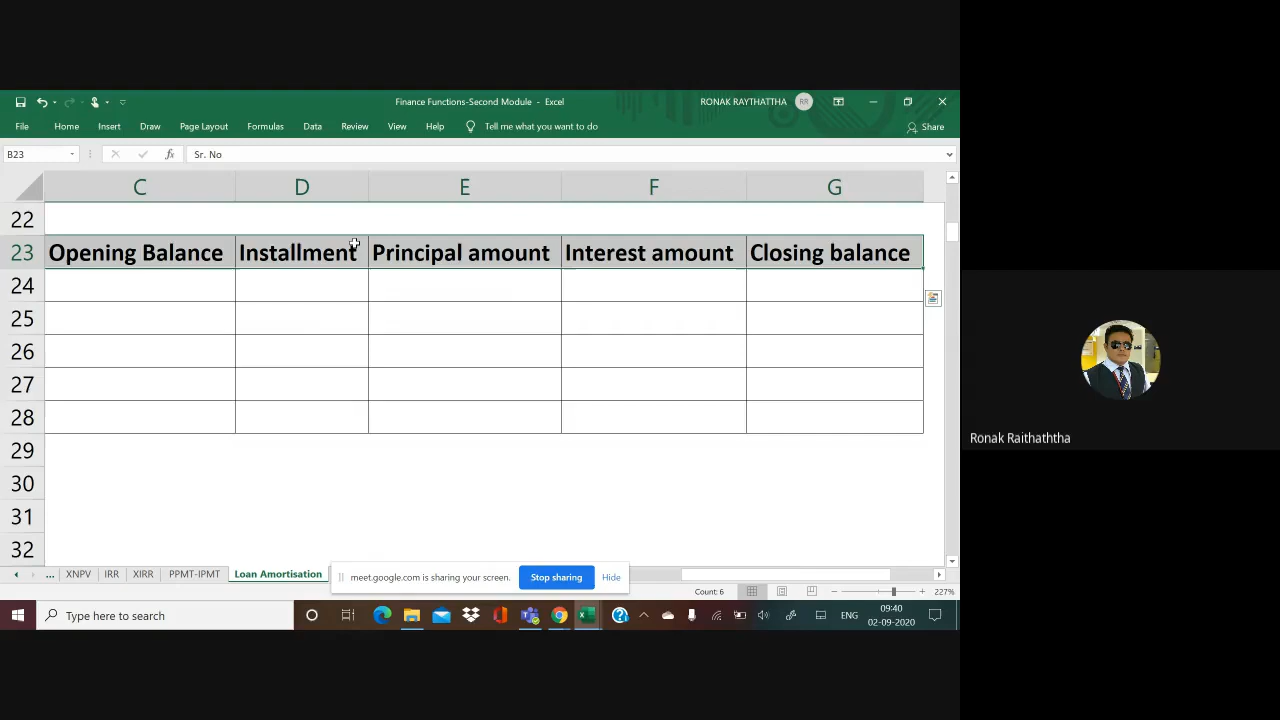 Finance Functions-Second Module - Excel
RONAK RAYTHATTHA RR
File Home Insert Draw Page Layout Formulas Data Review View Help Tell me what you want to do Share
B23 fx Sr. No
C D E F G
22
23 Opening Balance Installment Principal amount Interest amount Closing balance
24
25
26
27
28
29
30
31
32
Ronak Raithaththa
... XNPV IRR XIRR PPMT-IPMT Loan Amortisation
meet.google.com is sharing your screen. Stop sharing Hide
Count: 6 227%
Type here to search
ENG
09:40
02-09-2020